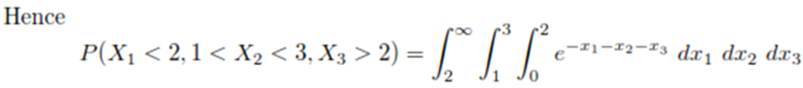 Hence
P(X₁ < 2, 1 < X₂ < 3, X₃ > 2) = ∫₂^∞ ∫₁³ ∫₀² e^{−x₁−x₂−x₃} dx₁ dx₂ dx₃